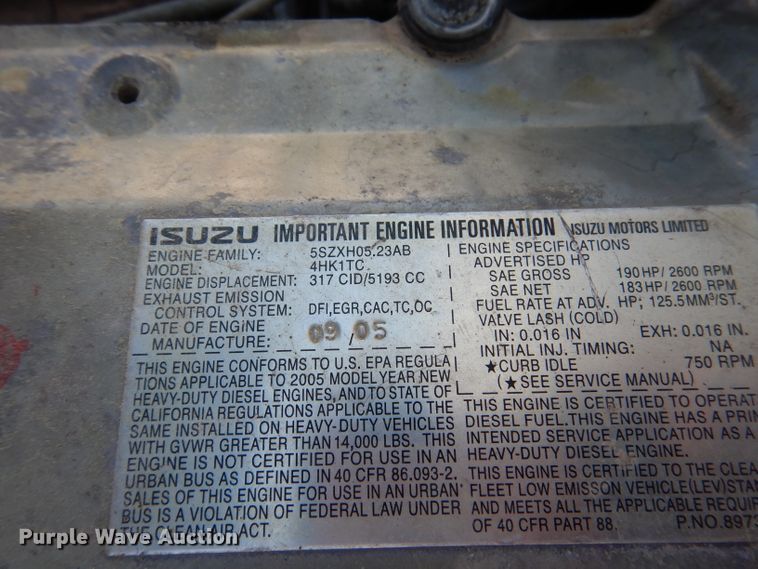 ISUZU IMPORTANT ENGINE INFORMATION ISUZU MOTORS LIMITED
ENGINE FAMILY: 5SZXH05.23AB
MODEL: 4HK1TC
ENGINE DISPLACEMENT: 317 CID/5193 CC
EXHAUST EMISSION
CONTROL SYSTEM: DFI,EGR,CAC,TC,OC
DATE OF ENGINE
MANUFACTURE: 09/05
THIS ENGINE CONFORMS TO U.S. EPA REGULA
TIONS APPLICABLE TO 2005 MODEL YEAR NEW
HEAVY-DUTY DIESEL ENGINES, AND TO STATE OF
CALIFORNIA REGULATIONS APPLICABLE TO THE
SAME INSTALLED ON HEAVY-DUTY VEHICLES
WITH GVWR GREATER THAN 14,000 LBS. THIS
ENGINE IS NOT CERTIFIED FOR USE IN AN
URBAN BUS AS DEFINED IN 40 CFR 86.093-2.
SALES OF THIS ENGINE FOR USE IN AN URBAN
BUS IS A VIOLATION OF FEDERAL LAW UNDER
THE CLEAN AIR ACT.
ENGINE SPECIFICATIONS
ADVERTISED HP
SAE GROSS 190 HP/ 2600 RPM
SAE NET 183 HP/ 2600 RPM
FUEL RATE AT ADV. HP; 125.5MM³/ST.
VALVE LASH (COLD)
IN: 0.016 IN EXH: 0.016 IN.
INITIAL INJ. TIMING: NA
★CURB IDLE 750 RPM
(★SEE SERVICE MANUAL)
THIS ENGINE IS CERTIFIED TO OPERAT
DIESEL FUEL. THIS ENGINE HAS A PRI
INTENDED SERVICE APPLICATION AS A
HEAVY-DUTY DIESEL ENGINE.
THIS ENGINE IS CERTIFIED TO THE CLEA
FLEET LOW EMISSON VEHICLE(LEV)STAN
AND MEETS ALL THE APPLICABLE REQUIR
OF 40 CFR PART 88. P.NO.8973
Purple Wave Auction